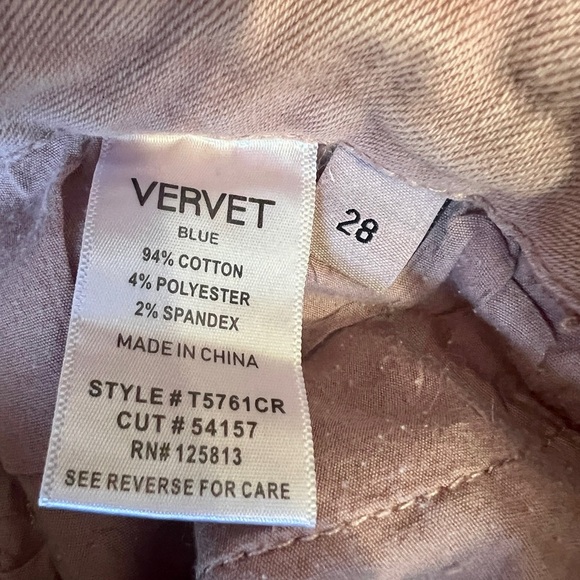 VERVET
BLUE
94% COTTON
4% POLYESTER
2% SPANDEX
MADE IN CHINA
STYLE # T5761CR
CUT # 54157
RN# 125813
SEE REVERSE FOR CARE
28